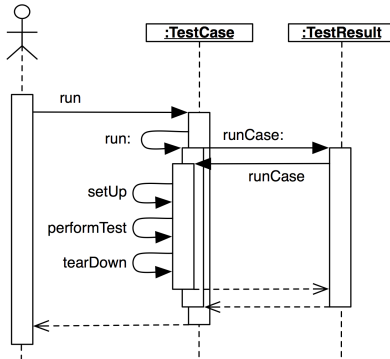 :TestCase
:TestResult
run
run:
runCase:
runCase
setUp
performTest
tearDown